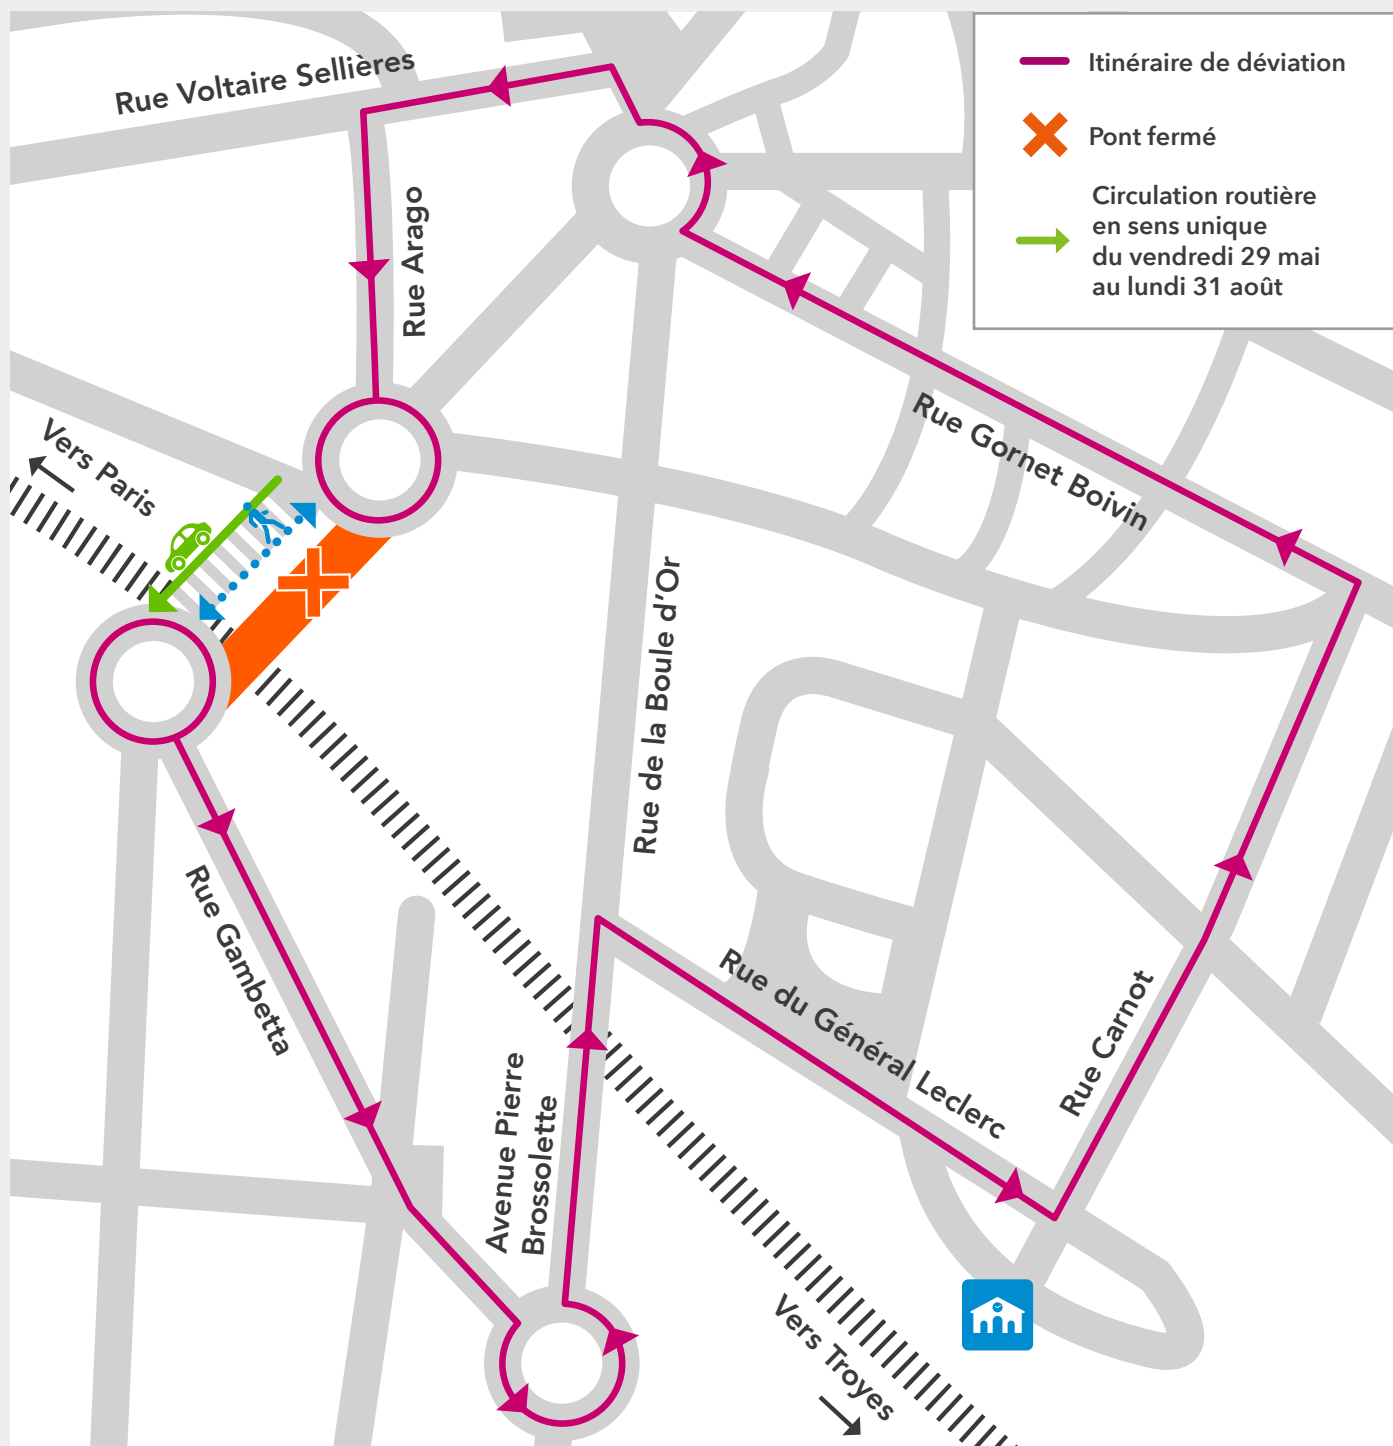 Rue Voltaire Sellières
Itinéraire de déviation
Pont fermé
Circulation routière
en sens unique
du vendredi 29 mai
au lundi 31 août
Rue Arago
Vers Paris
Rue Gornet Boivin
Rue de la Boule d'Or
Rue Gambetta
Rue du Général Leclerc
Rue Carnot
Avenue Pierre
Brossolette
Vers Troyes